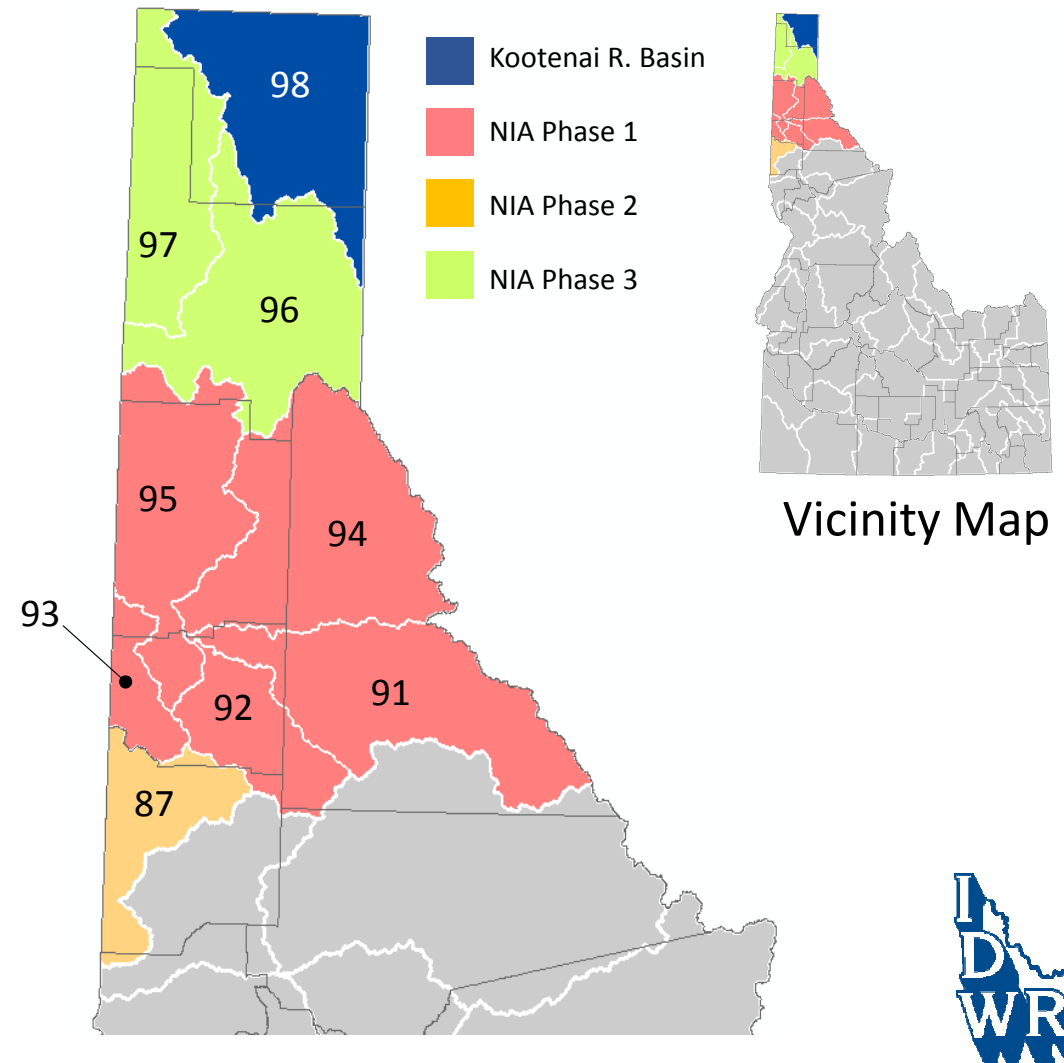 98
Kootenai R. Basin
NIA Phase 1
NIA Phase 2
97
NIA Phase 3
96
95
Vicinity Map
94
93
91
92
87
I
D
WR